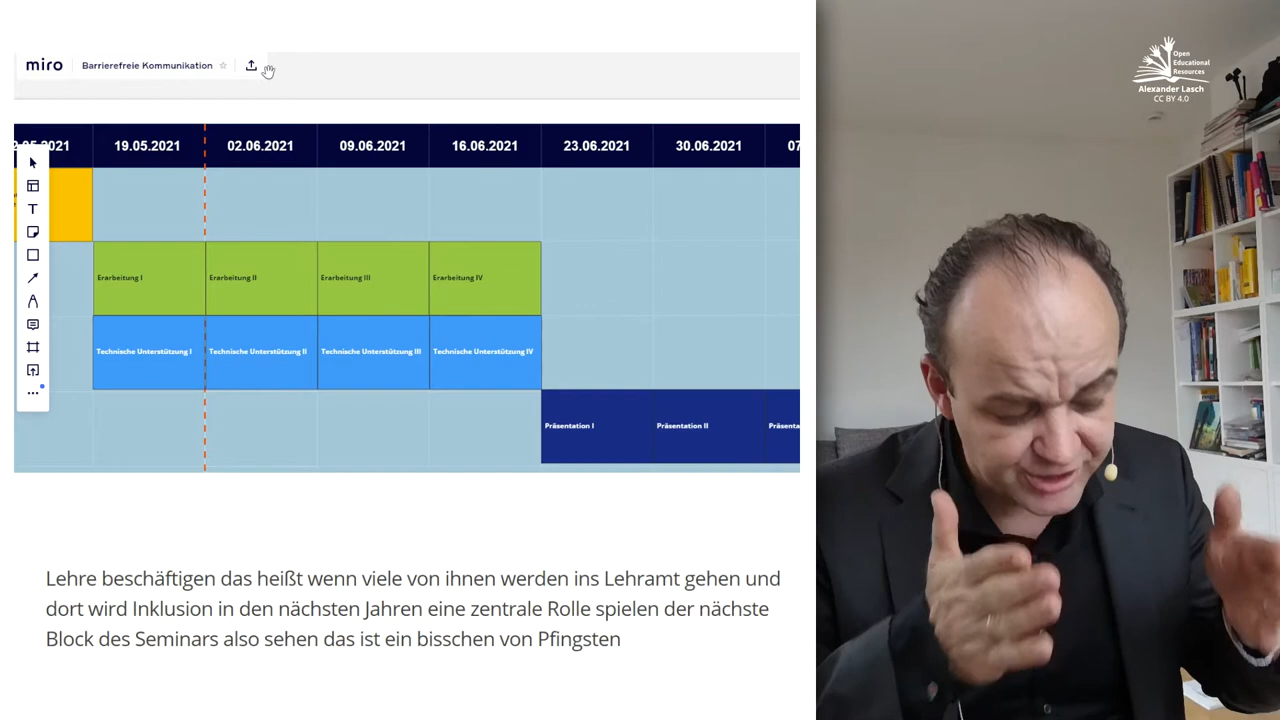 miro Barrierefreie Kommunikation
Open
Educational
Resources
Alexander Lasch
CC BY 4.0
05.2021 19.05.2021 02.06.2021 09.06.2021 16.06.2021 23.06.2021 30.06.2021 07
Erarbeitung I Erarbeitung II Erarbeitung III Erarbeitung IV
Technische Unterstützung I Technische Unterstützung II Technische Unterstützung III Technische Unterstützung IV
Präsentation I Präsentation II Präsenta
Lehre beschäftigen das heißt wenn viele von ihnen werden ins Lehramt gehen und
dort wird Inklusion in den nächsten Jahren eine zentrale Rolle spielen der nächste
Block des Seminars also sehen das ist ein bisschen von Pfingsten